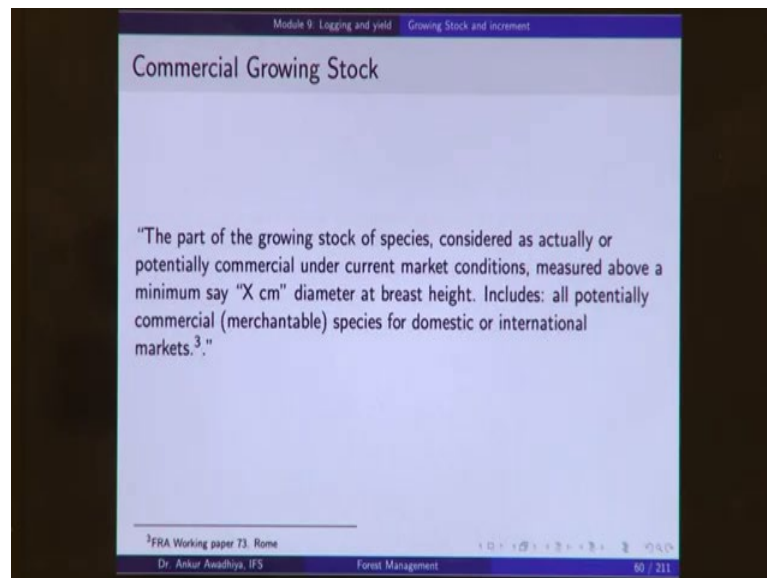 Module 9: Logging and yield Growing Stock and increment
Commercial Growing Stock
"The part of the growing stock of species, considered as actually or
potentially commercial under current market conditions, measured above a
minimum say "X cm" diameter at breast height. Includes: all potentially
commercial (merchantable) species for domestic or international
markets.3."
3FRA Working paper 73. Rome
Dr. Ankur Awadhiya, IFS Forest Management 60 / 211